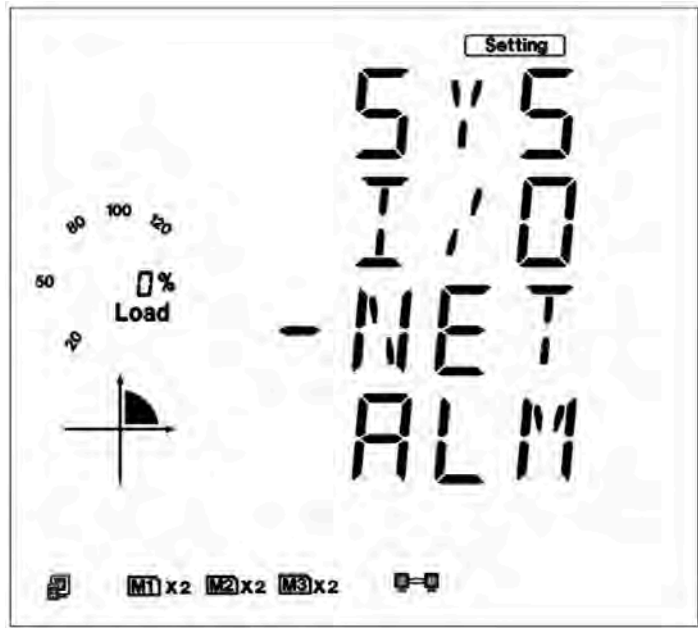 Setting
SYS
I/O
80 100 120
50
0%
Load
-NET
20
ALM
M1 X2 M2 X2 M3 X2